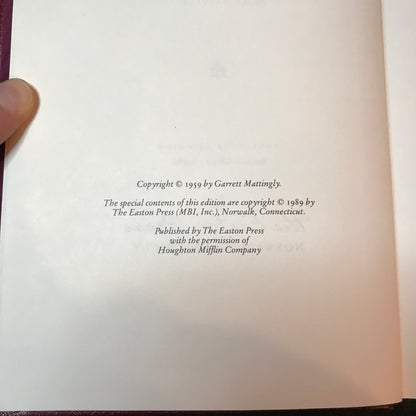 Copyright © 1959 by Garrett Mattingly.
The special contents of this edition are copyright © 1989 by
The Easton Press (MBI, Inc.), Norwalk, Connecticut.
Published by The Easton Press
with the permission of
Houghton Mifflin Company